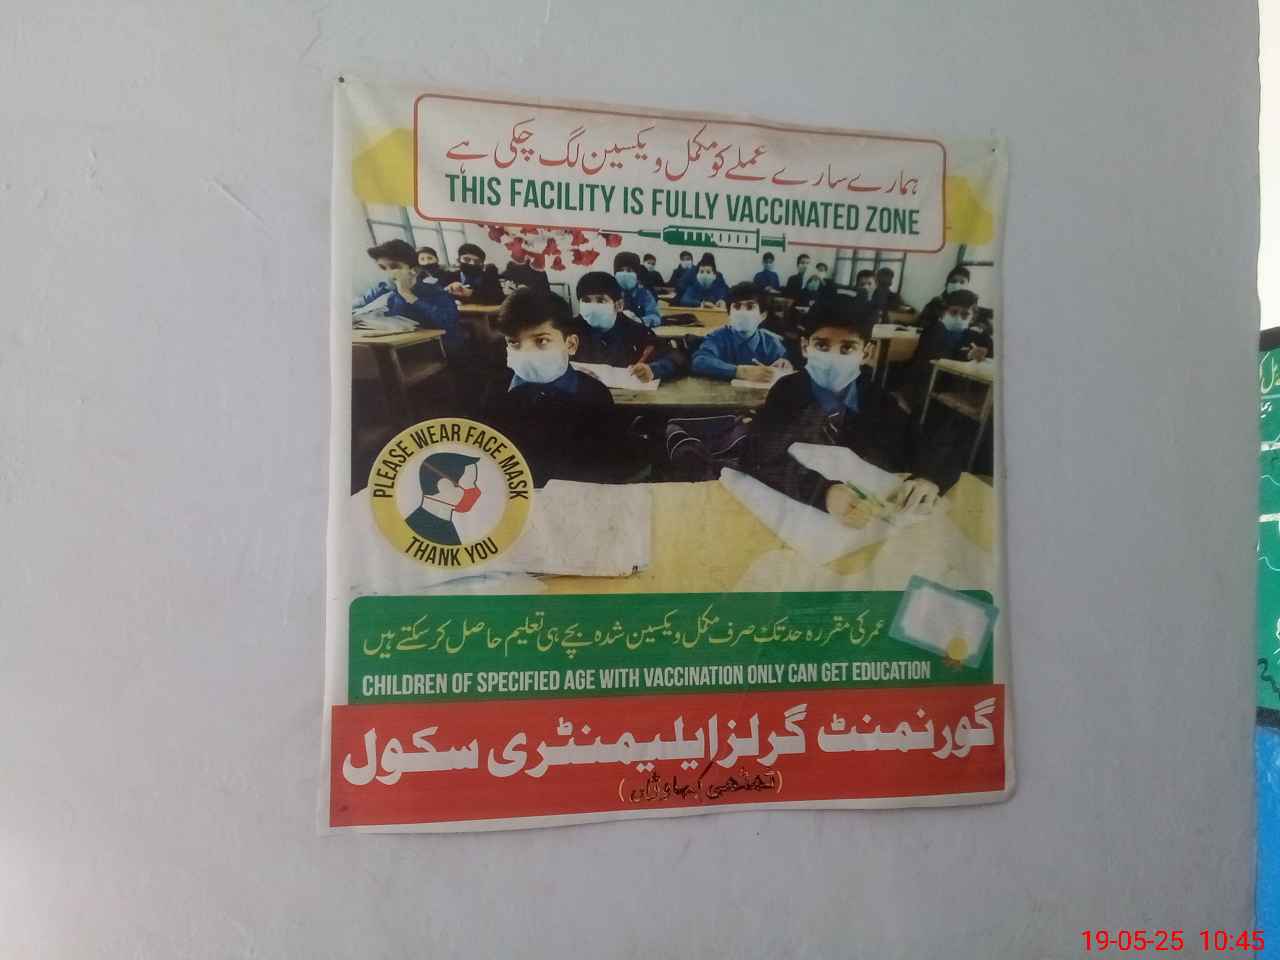 ہمارے سارے عملے کو مکمل ویکسین لگ چکی ہے
THIS FACILITY IS FULLY VACCINATED ZONE
PLEASE WEAR FACE MASK
THANK YOU
عمر کی مقررہ حد تک صرف مکمل ویکسین شدہ بچے ہی تعلیم حاصل کر سکتے ہیں
CHILDREN OF SPECIFIED AGE WITH VACCINATION ONLY CAN GET EDUCATION
گورنمنٹ گرلز ایلیمنٹری سکول
19-05-25 10:45